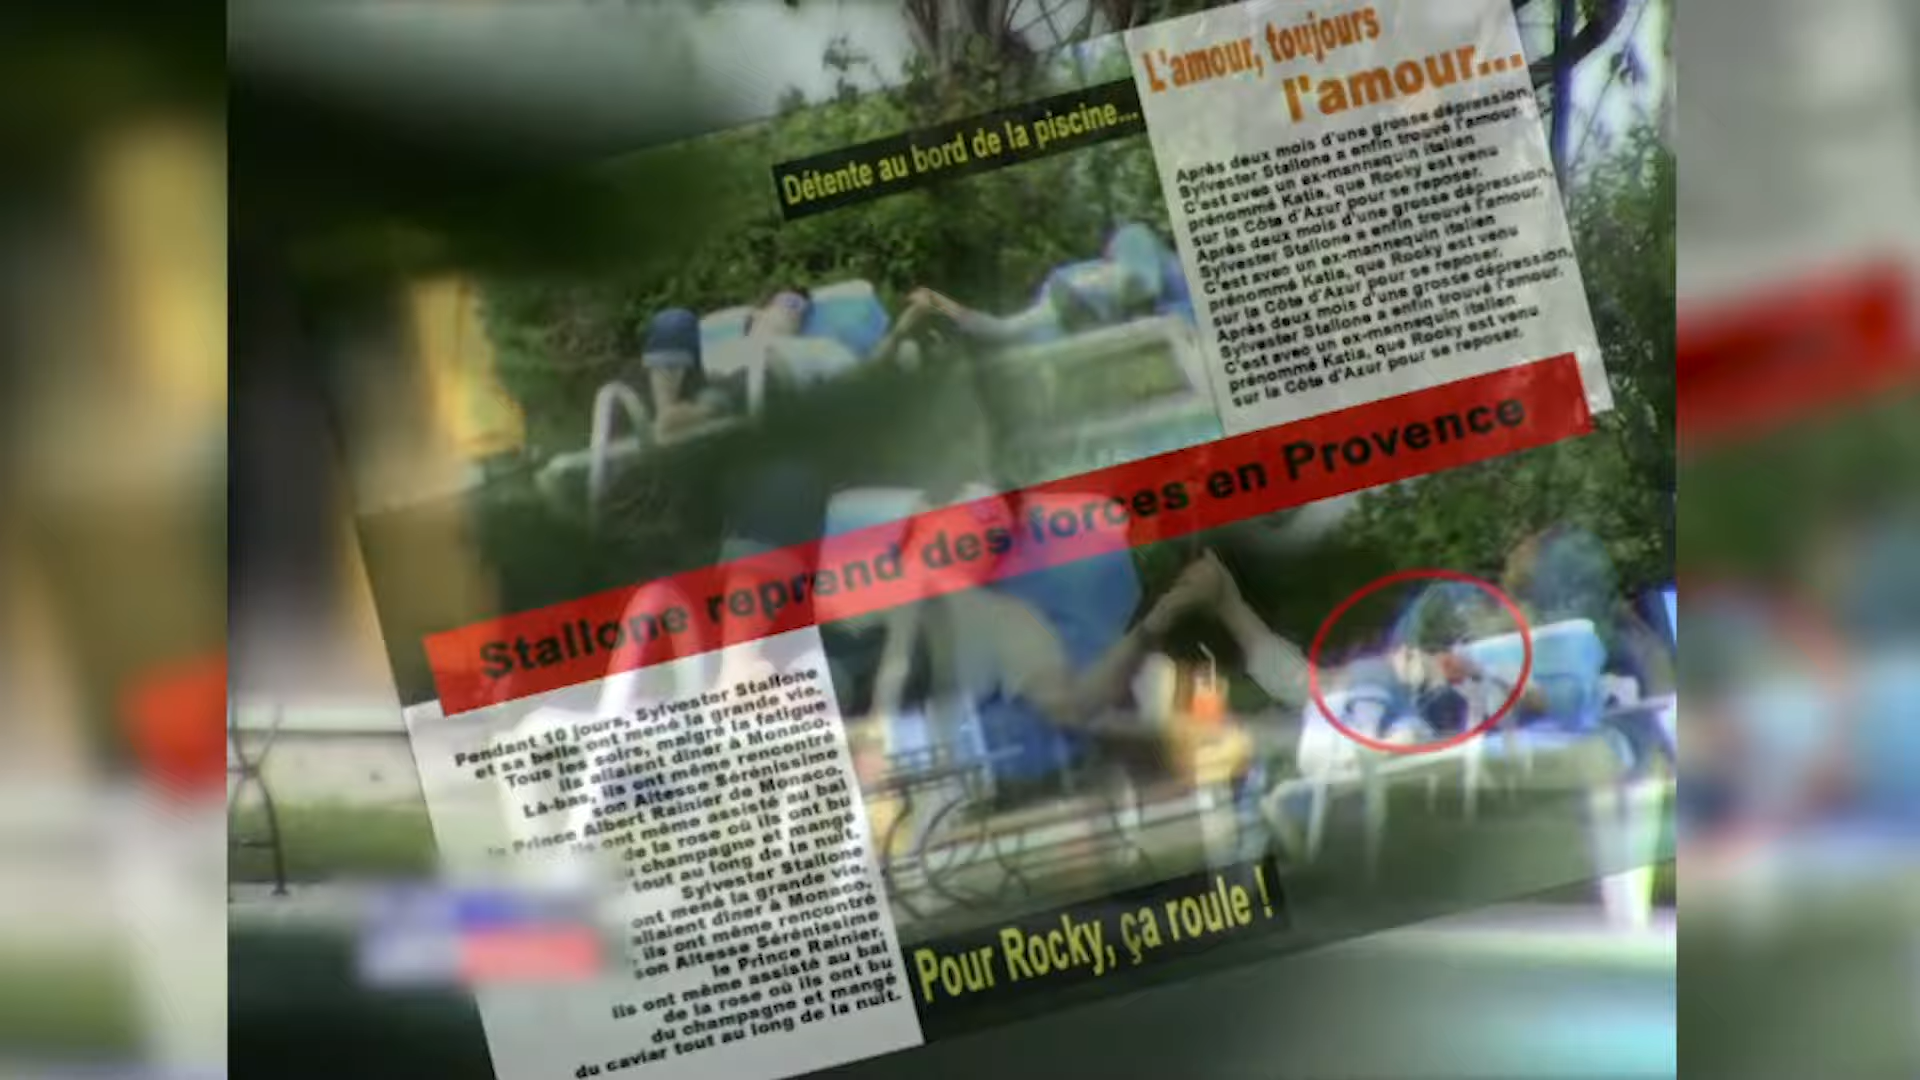 L'amour, toujours
l'amour...
Détente au bord de la piscine...
Après deux mois d'une grosse dépression,
Sylvester Stallone a enfin trouvé l'amour.
C'est avec un ex-mannequin italien
prénommé Katia, que Rocky est venu
sur la Côte d'Azur pour se reposer.
Après deux mois d'une grosse dépression,
Sylvester Stallone a enfin trouvé l'amour.
C'est avec un ex-mannequin italien
prénommé Katia, que Rocky est venu
sur la Côte d'Azur pour se reposer.
Après deux mois d'une grosse dépression,
Sylvester Stallone a enfin trouvé l'amour.
C'est avec un ex-mannequin italien
prénommé Katia, que Rocky est venu
sur la Côte d'Azur pour se reposer.
Stallone reprend des forces en Provence
Pendant 10 jours, Sylvester Stallone
et sa belle ont mené la grande vie.
Tous les soirs, malgré la fatigue
ils allaient dîner à Monaco.
Là-bas, ils ont même rencontré
son Altesse Sérénissime
le Prince Albert Rainier de Monaco.
ils ont même assisté au bal
de la rose où ils ont bu
champagne et mangé
tout au long de la nuit.
Sylvester Stallone
ont mené la grande vie.
allaient dîner à Monaco.
ils ont même rencontré
son Altesse Sérénissime
le Prince Rainier.
ils ont même assisté au bal
de la rose où ils ont bu
du champagne et mangé
du caviar tout au long de la nuit.
Pour Rocky, ça roule !